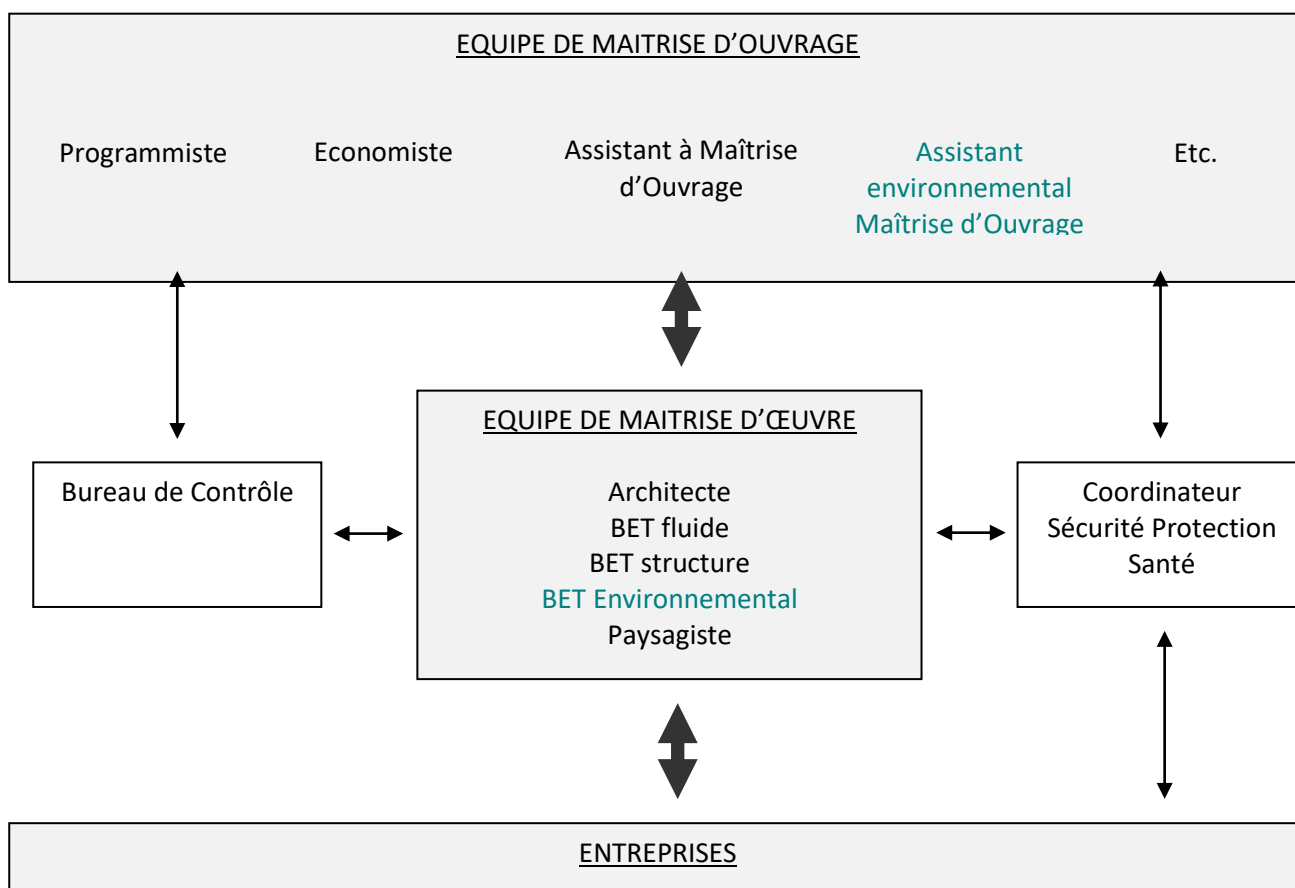 EQUIPE DE MAITRISE D’OUVRAGE
Programmiste
Economiste
Assistant à Maîtrise
d’Ouvrage
Assistant
environnemental
Maîtrise d’Ouvrage
Etc.
EQUIPE DE MAITRISE D’ŒUVRE
Architecte
BET fluide
BET structure
BET Environnemental
Paysagiste
Bureau de Contrôle
Coordinateur
Sécurité Protection
Santé
ENTREPRISES